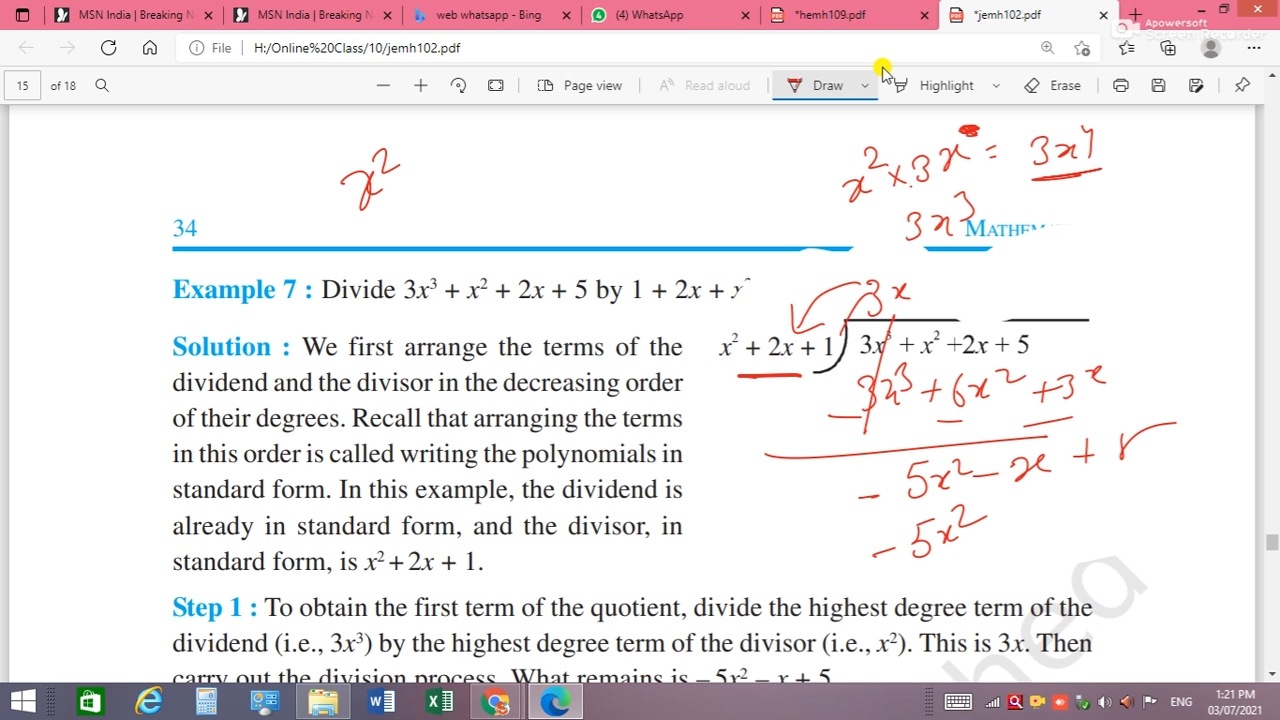 MSN India | Breaking N
MSN India | Breaking N
web whatsapp - Bing
(4) WhatsApp
*hemh109.pdf
*jemh102.pdf
Apowersoft
Screen Recorder
File H:/Online%20Class/10/jemh102.pdf
15 of 18
Page view
Read aloud
Draw
Highlight
Erase
x²
x² × 3x = 3x⁴
3x³
34
MATHEM
Example 7 : Divide 3x³ + x² + 2x + 5 by 1 + 2x + x²
3x
x² + 2x + 1 ) 3x³ + x² +2x + 5
3x³ + 6x² + 3x
- 5x² - x + 5
- 5x²
Solution : We first arrange the terms of the
dividend and the divisor in the decreasing order
of their degrees. Recall that arranging the terms
in this order is called writing the polynomials in
standard form. In this example, the dividend is
already in standard form, and the divisor, in
standard form, is x² + 2x + 1.
Step 1 : To obtain the first term of the quotient, divide the highest degree term of the
dividend (i.e., 3x³) by the highest degree term of the divisor (i.e., x²). This is 3x. Then
carry out the division process. What remains is – 5x² – x + 5.
ENG
1:21 PM
03/07/2021